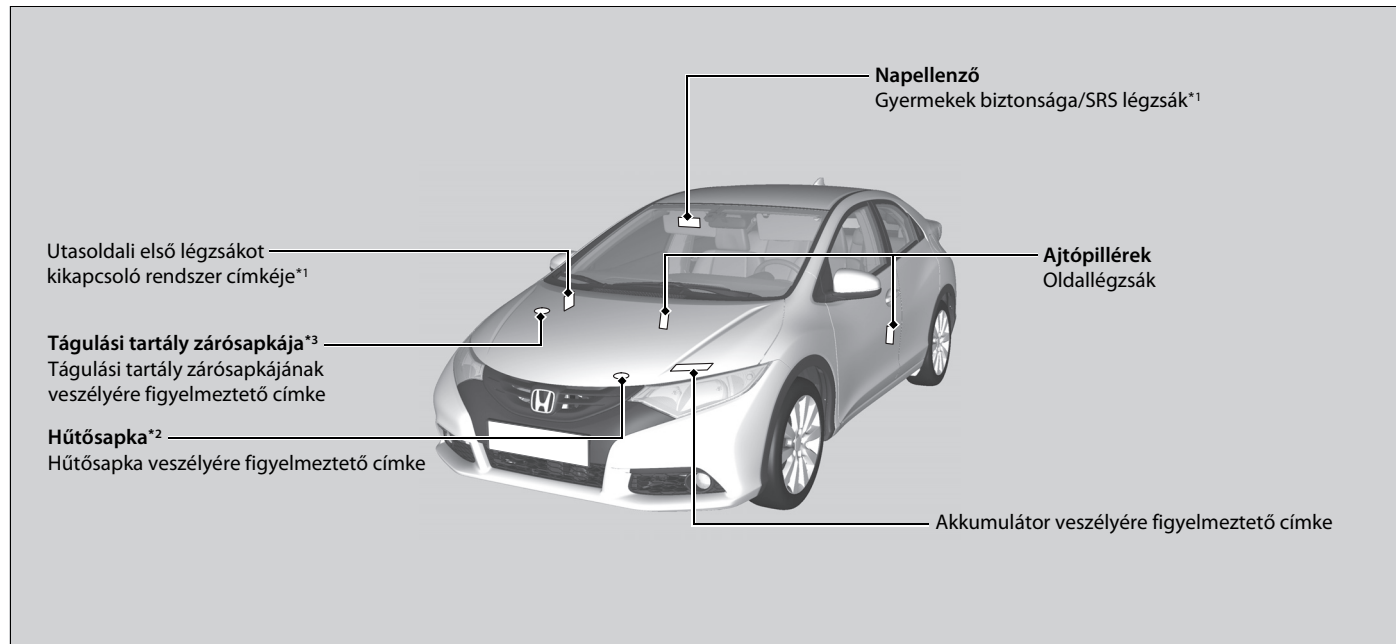 Napellenző
Gyermekek biztonsága/SRS légzsák*1
Utasoldali első légzsákot
kikapcsoló rendszer címkéje*1
Ajtópillérek
Oldallégzsák
Tágulási tartály zárósapkája*3
Tágulási tartály zárósapkájának
veszélyére figyelmeztető címke
Hűtősapka*2
Hűtősapka veszélyére figyelmeztető címke
Akkumulátor veszélyére figyelmeztető címke